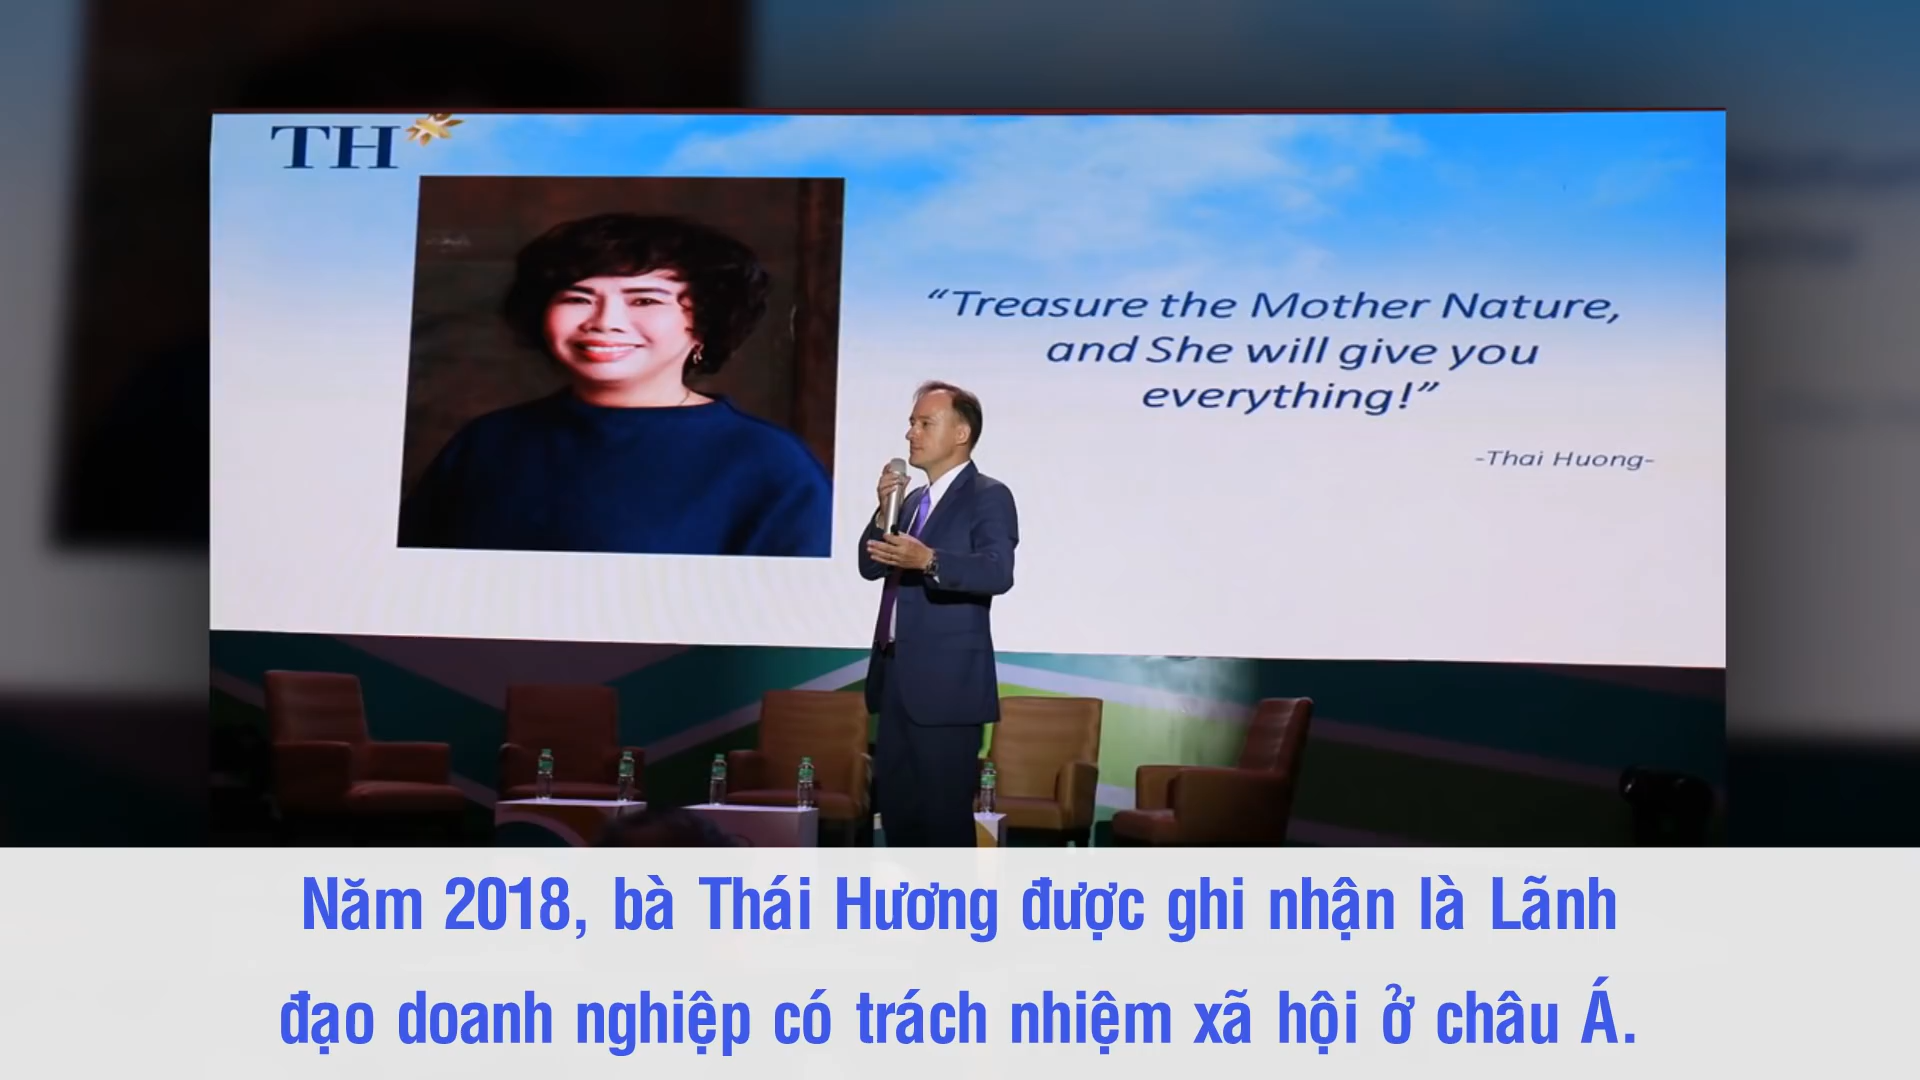 TH
“Treasure the Mother Nature,
and She will give you
everything!”
-Thai Huong-
Năm 2018, bà Thái Hương được ghi nhận là Lãnh
đạo doanh nghiệp có trách nhiệm xã hội ở châu Á.